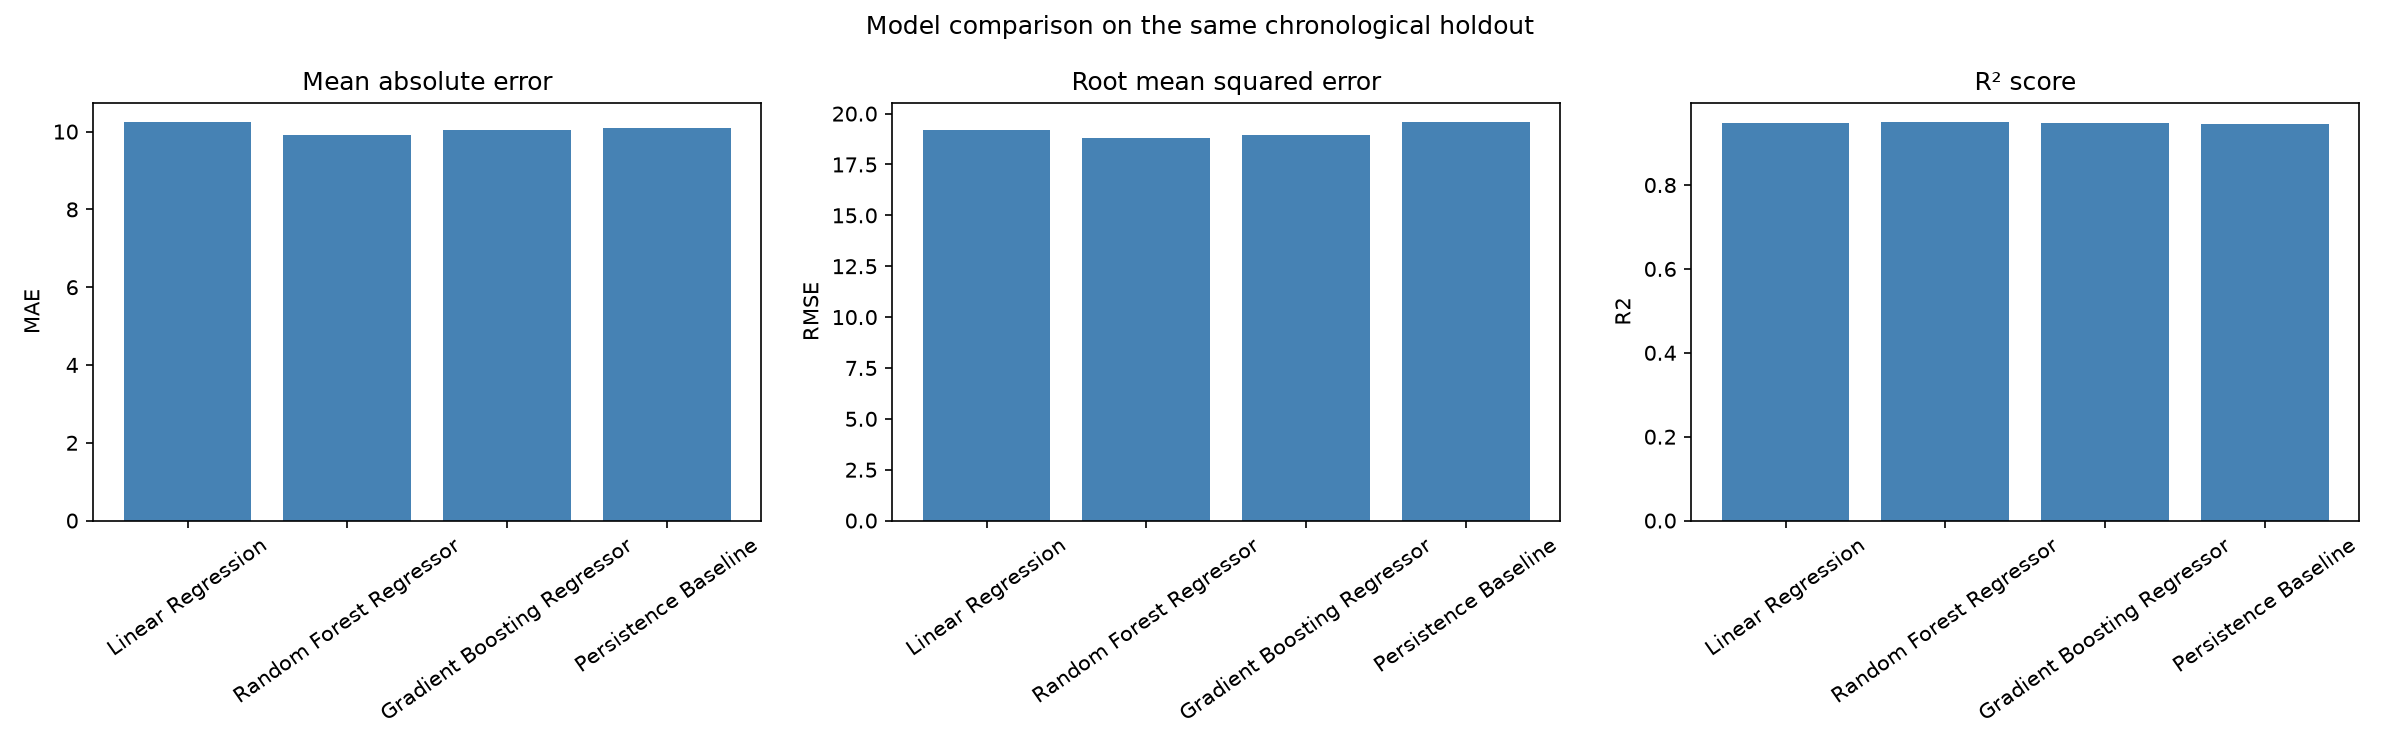 Model comparison on the same chronological holdout
Mean absolute error
MAE
10
8
6
4
2
0
Linear Regression
Random Forest Regressor
Gradient Boosting Regressor
Persistence Baseline
Root mean squared error
RMSE
20.0
17.5
15.0
12.5
10.0
7.5
5.0
2.5
0.0
Linear Regression
Random Forest Regressor
Gradient Boosting Regressor
Persistence Baseline
R² score
R2
0.8
0.6
0.4
0.2
0.0
Linear Regression
Random Forest Regressor
Gradient Boosting Regressor
Persistence Baseline